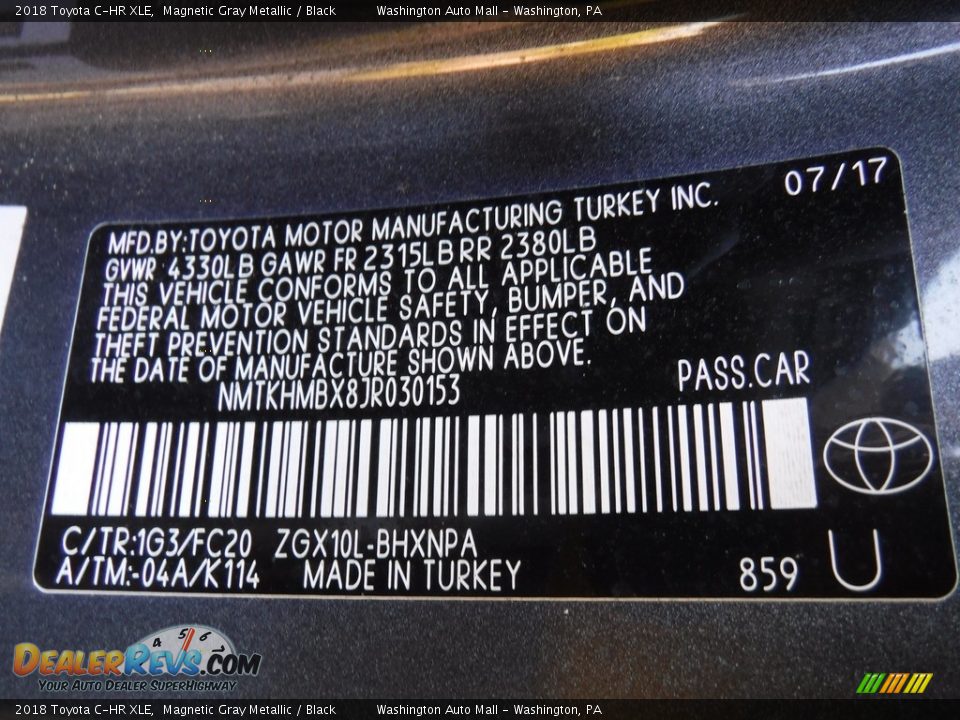 2018 Toyota C-HR XLE, Magnetic Gray Metallic / Black Washington Auto Mall - Washington, PA
07/17
MFD.BY:TOYOTA MOTOR MANUFACTURING TURKEY INC.
GVWR 4330LB GAWR FR 2315LB RR 2380LB
THIS VEHICLE CONFORMS TO ALL APPLICABLE
FEDERAL MOTOR VEHICLE SAFETY, BUMPER, AND
THEFT PREVENTION STANDARDS IN EFFECT ON
THE DATE OF MANUFACTURE SHOWN ABOVE.
NMTKHMBX8JR030153 PASS.CAR
C/TR:1G3/FC20 ZGX10L-BHXNPA
A/TM:-04A/K114 MADE IN TURKEY 859 U
4 5 6
DEALERREVS.COM
YOUR AUTO DEALER SUPERHIGHWAY
2018 Toyota C-HR XLE, Magnetic Gray Metallic / Black Washington Auto Mall - Washington, PA